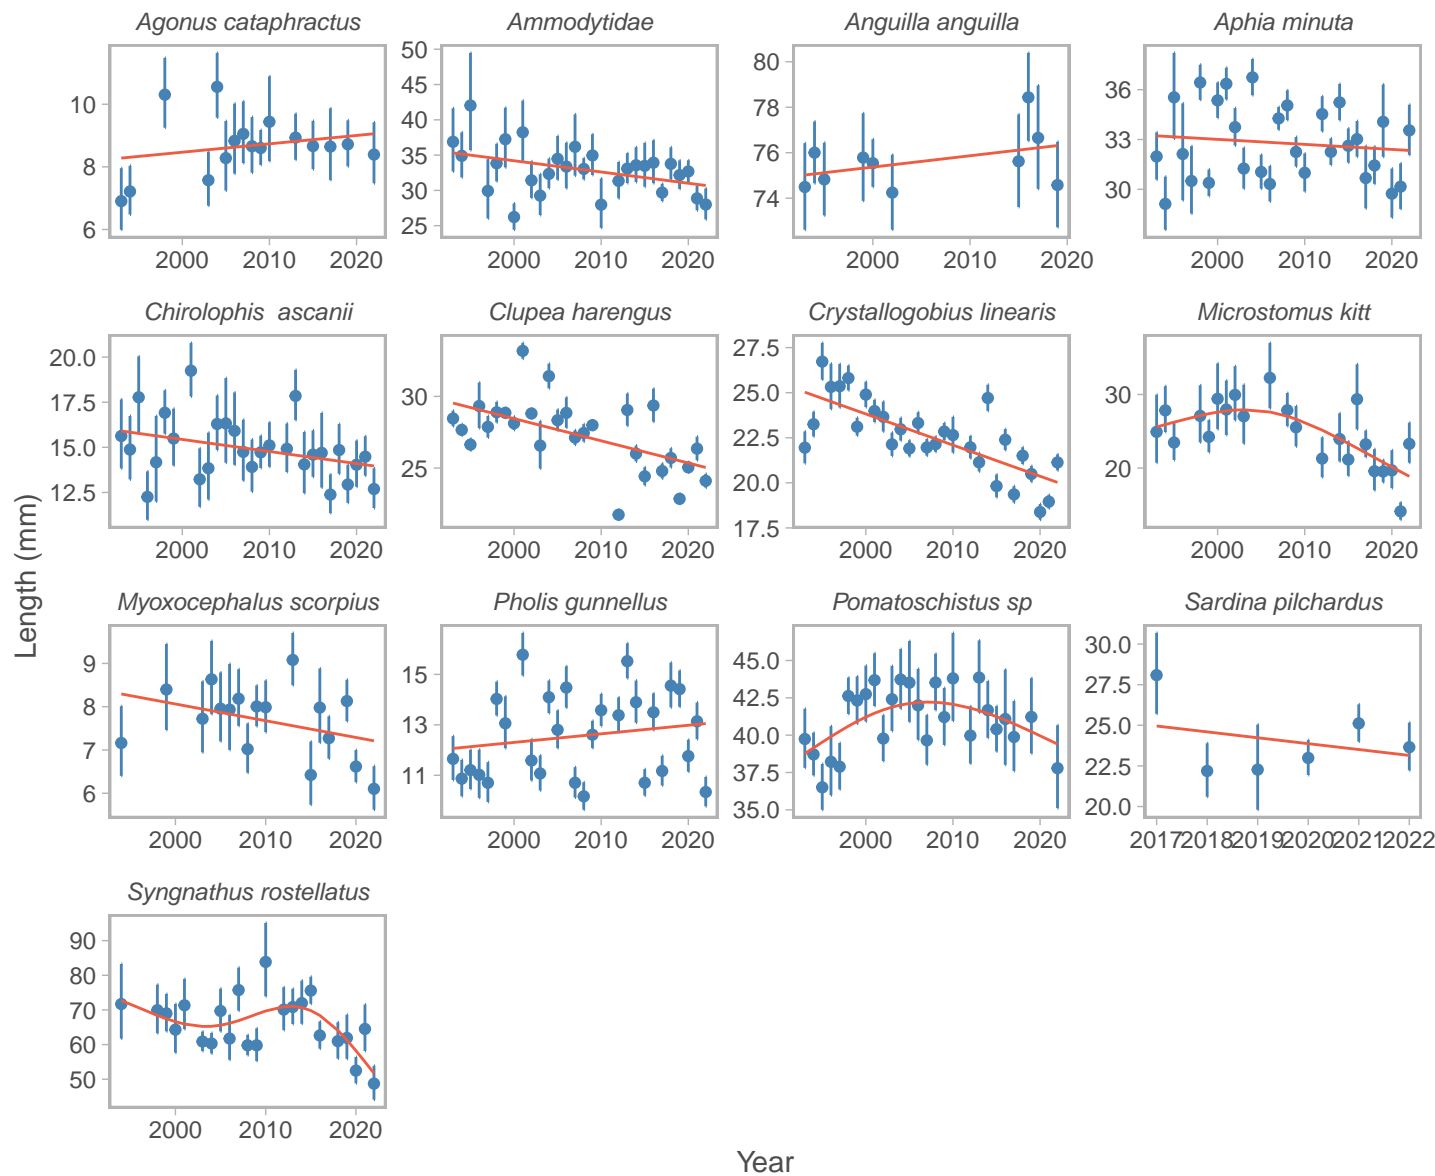 Agonus cataphractus
Ammodytidae
Anguilla anguilla
Aphia minuta
10
8
6
2000 2010 2020
50
45
40
35
30
25
2000 2010 2020
80
78
76
74
2000 2010 2020
36
33
30
2000 2010 2020
Chirolophis  ascanii
Clupea harengus
Crystallogobius linearis
Microstomus kitt
20.0
17.5
15.0
12.5
2000 2010 2020
30
25
2000 2010 2020
27.5
25.0
22.5
20.0
17.5
2000 2010 2020
30
20
2000 2010 2020
Length (mm)
Myoxocephalus scorpius
Pholis gunnellus
Pomatoschistus sp
Sardina pilchardus
9
8
7
6
2000 2010 2020
15
13
11
2000 2010 2020
45.0
42.5
40.0
37.5
35.0
2000 2010 2020
30.0
27.5
25.0
22.5
20.0
2017 2018 2019 2020 2021 2022
Syngnathus rostellatus
90
80
70
60
50
2000 2010 2020
Year